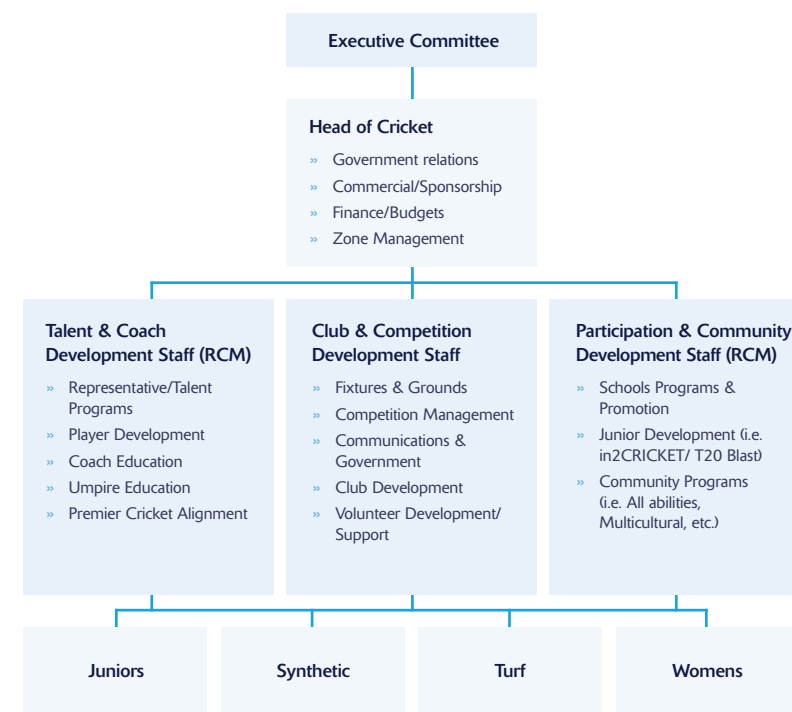 Executive Committee
Head of Cricket
» Government relations
» Commercial/Sponsorship
» Finance/Budgets
» Zone Management
Talent & Coach
Development Staff (RCM)
» Representative/Talent
Programs
» Player Development
» Coach Education
» Umpire Education
» Premier Cricket Alignment
Club & Competition
Development Staff
» Fixtures & Grounds
» Competition Management
» Communications &
Government
» Club Development
» Volunteer Development/
Support
Participation & Community
Development Staff (RCM)
» Schools Programs &
Promotion
» Junior Development (i.e.
in2CRICKET/ T20 Blast)
» Community Programs
(i.e. All abilities,
Multicultural, etc.)
Juniors
Synthetic
Turf
Womens